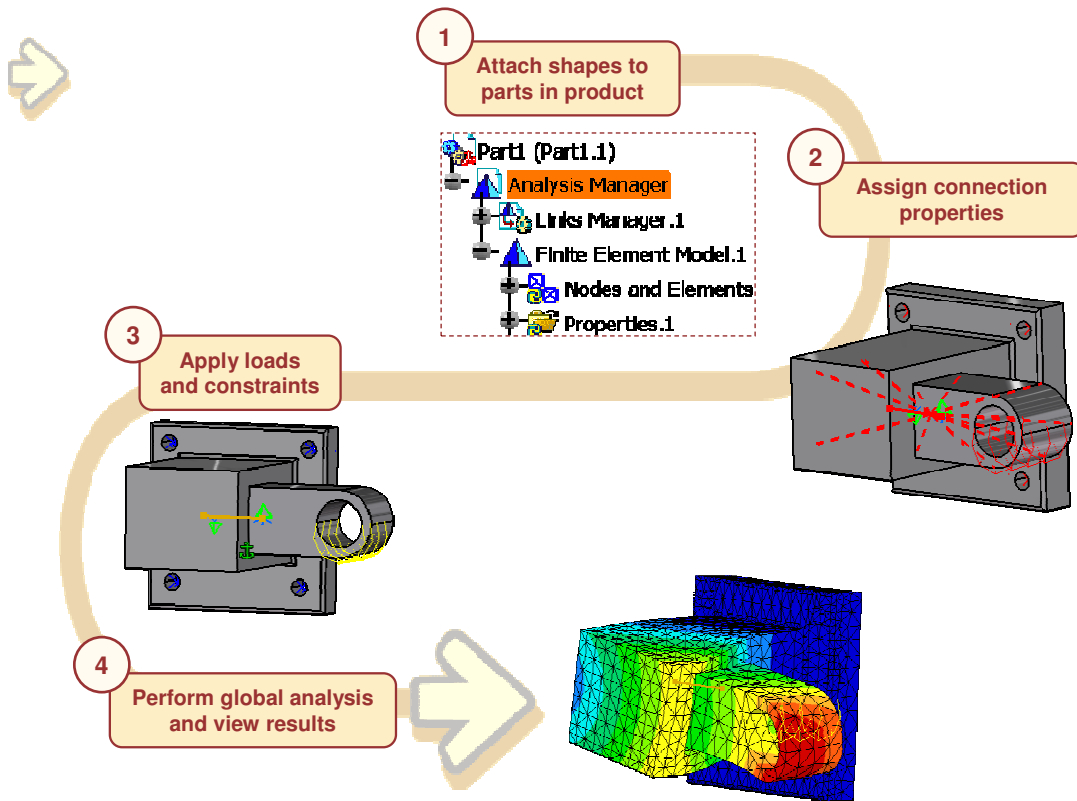 1
Attach shapes to
parts in product
Part1 (Part1.1)
Analysis Manager
Links Manager.1
Finite Element Model.1
Nodes and Elements
Properties.1
2
Assign connection
properties
3
Apply loads
and constraints
4
Perform global analysis
and view results